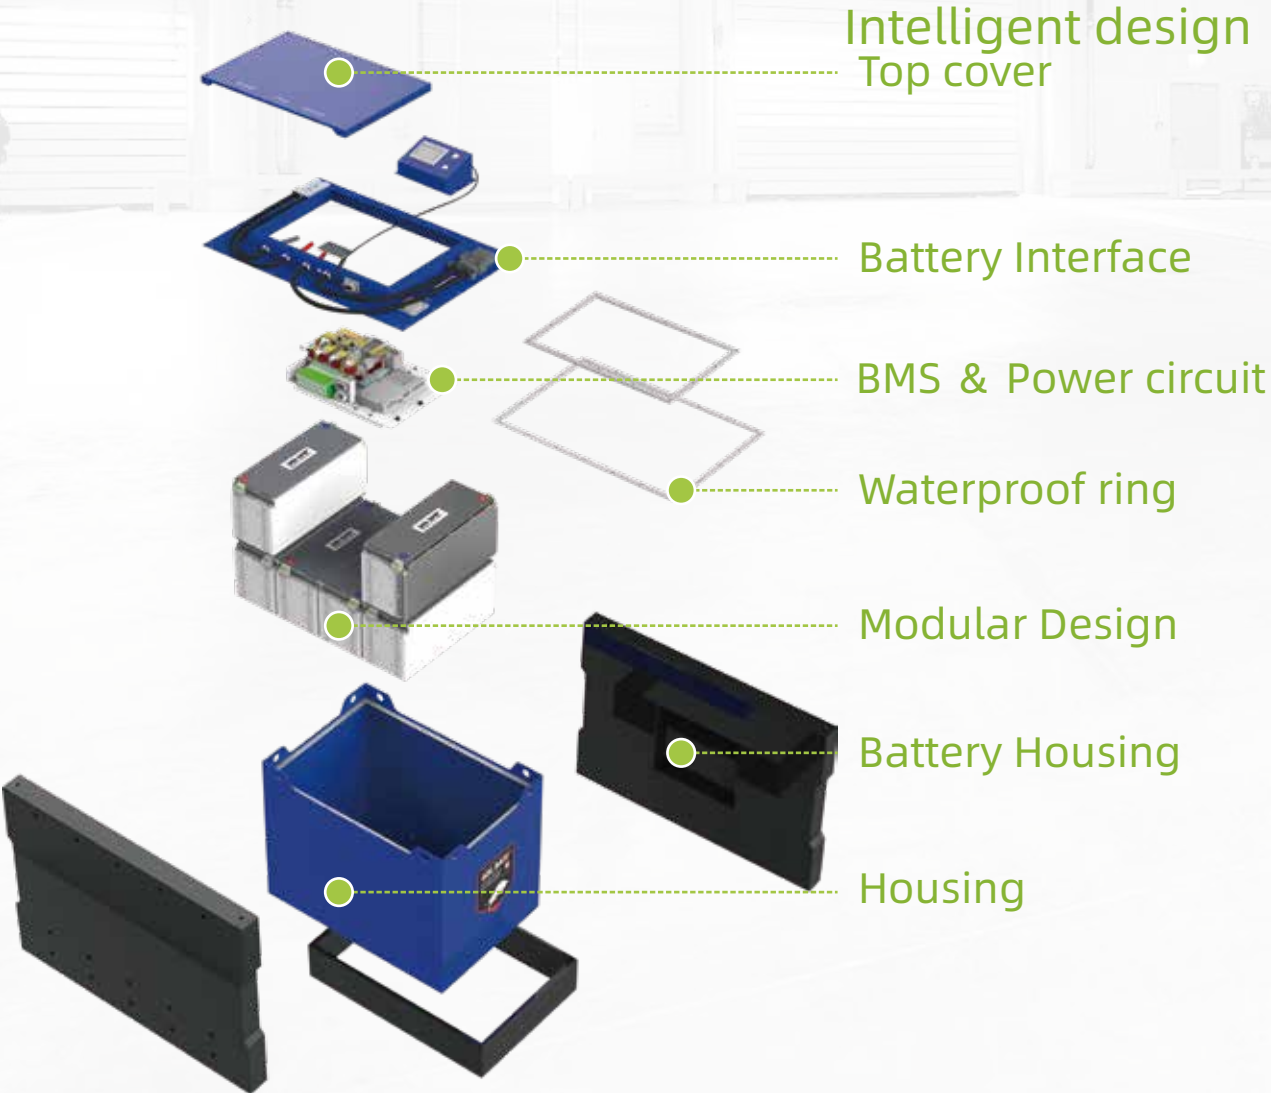 Intelligent design
Top cover
Battery Interface
BMS & Power circuit
Waterproof ring
Modular Design
Battery Housing
Housing